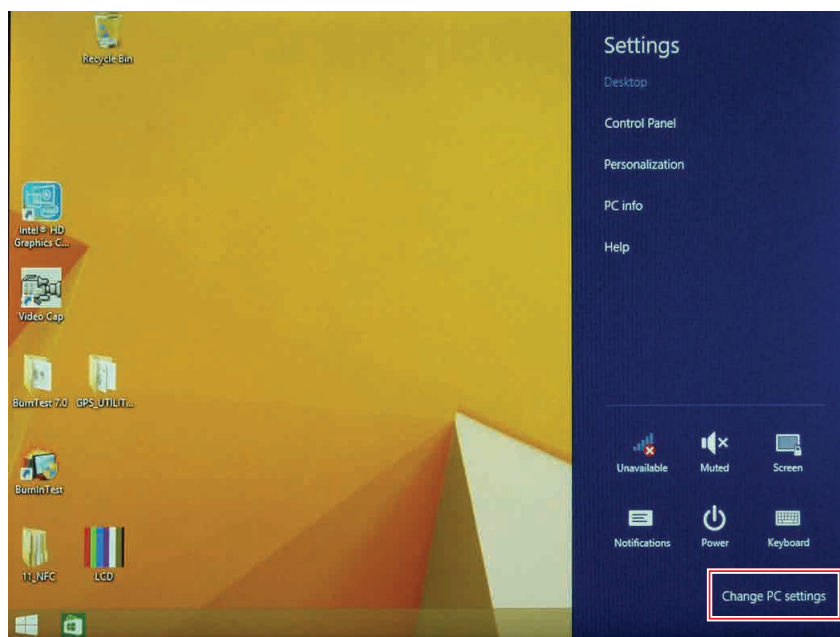 Recycle Bin
Intel® HD
Graphics C...
Video Cap
BurnTest 7.0
GPS_UTILIT...
BurnInTest
11_NFC
LCD
Settings
Desktop
Control Panel
Personalization
PC info
Help
Unavailable
Muted
Screen
Notifications
Power
Keyboard
Change PC settings